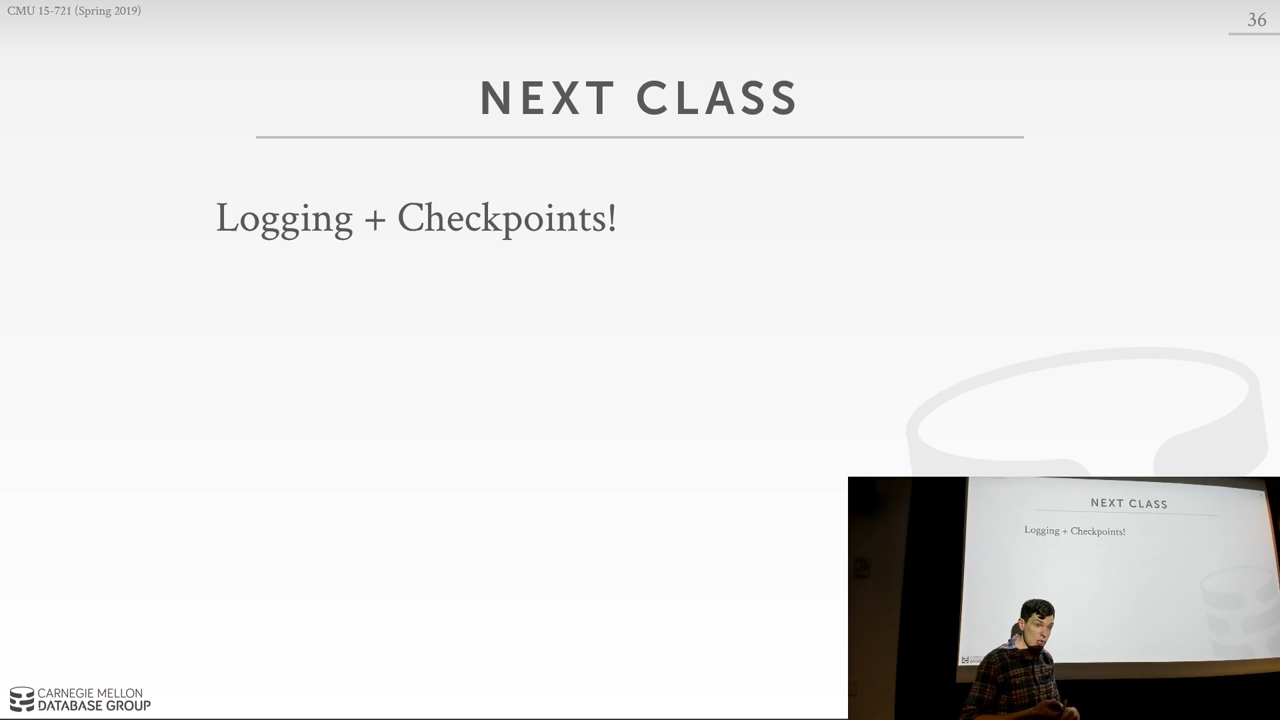 CMU 15-721 (Spring 2019)
36
NEXT CLASS
Logging + Checkpoints!
NEXT CLASS
Logging + Checkpoints!
CARNEGIE MELLON
DATABASE GROUP